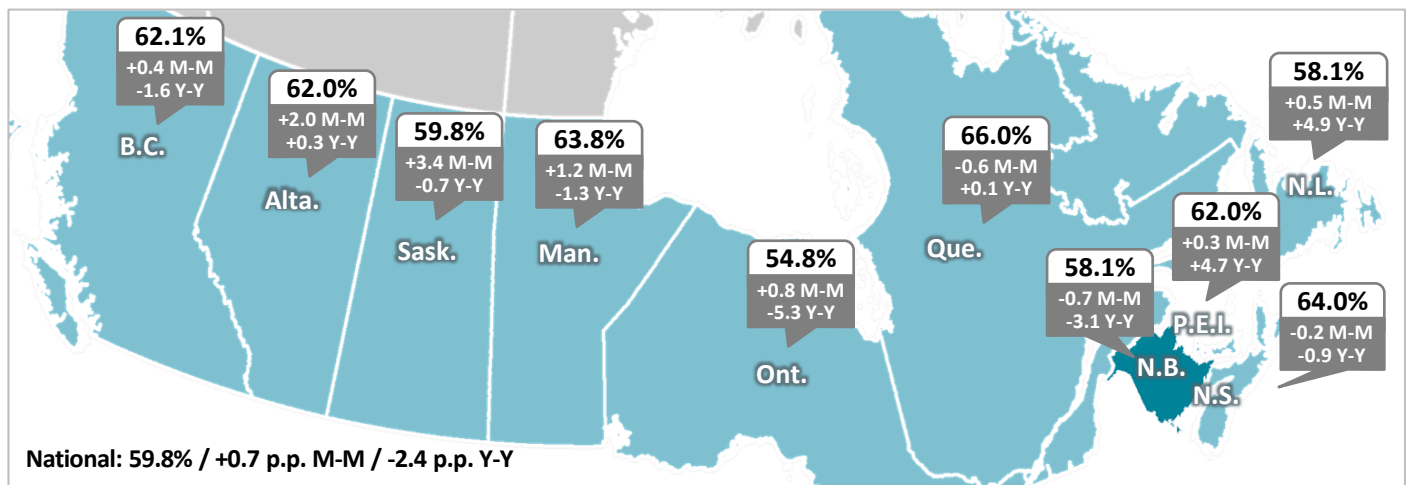 62.1%
+0.4 M-M
-1.6 Y-Y
B.C.
62.0%
+2.0 M-M
+0.3 Y-Y
Alta.
59.8%
+3.4 M-M
-0.7 Y-Y
Sask.
63.8%
+1.2 M-M
-1.3 Y-Y
Man.
54.8%
+0.8 M-M
-5.3 Y-Y
Ont.
66.0%
-0.6 M-M
+0.1 Y-Y
Que.
58.1%
-0.7 M-M
-3.1 Y-Y
N.B.
62.0%
+0.3 M-M
+4.7 Y-Y
P.E.I.
58.1%
+0.5 M-M
+4.9 Y-Y
N.L.
64.0%
-0.2 M-M
-0.9 Y-Y
N.S.
National: 59.8% / +0.7 p.p. M-M / -2.4 p.p. Y-Y